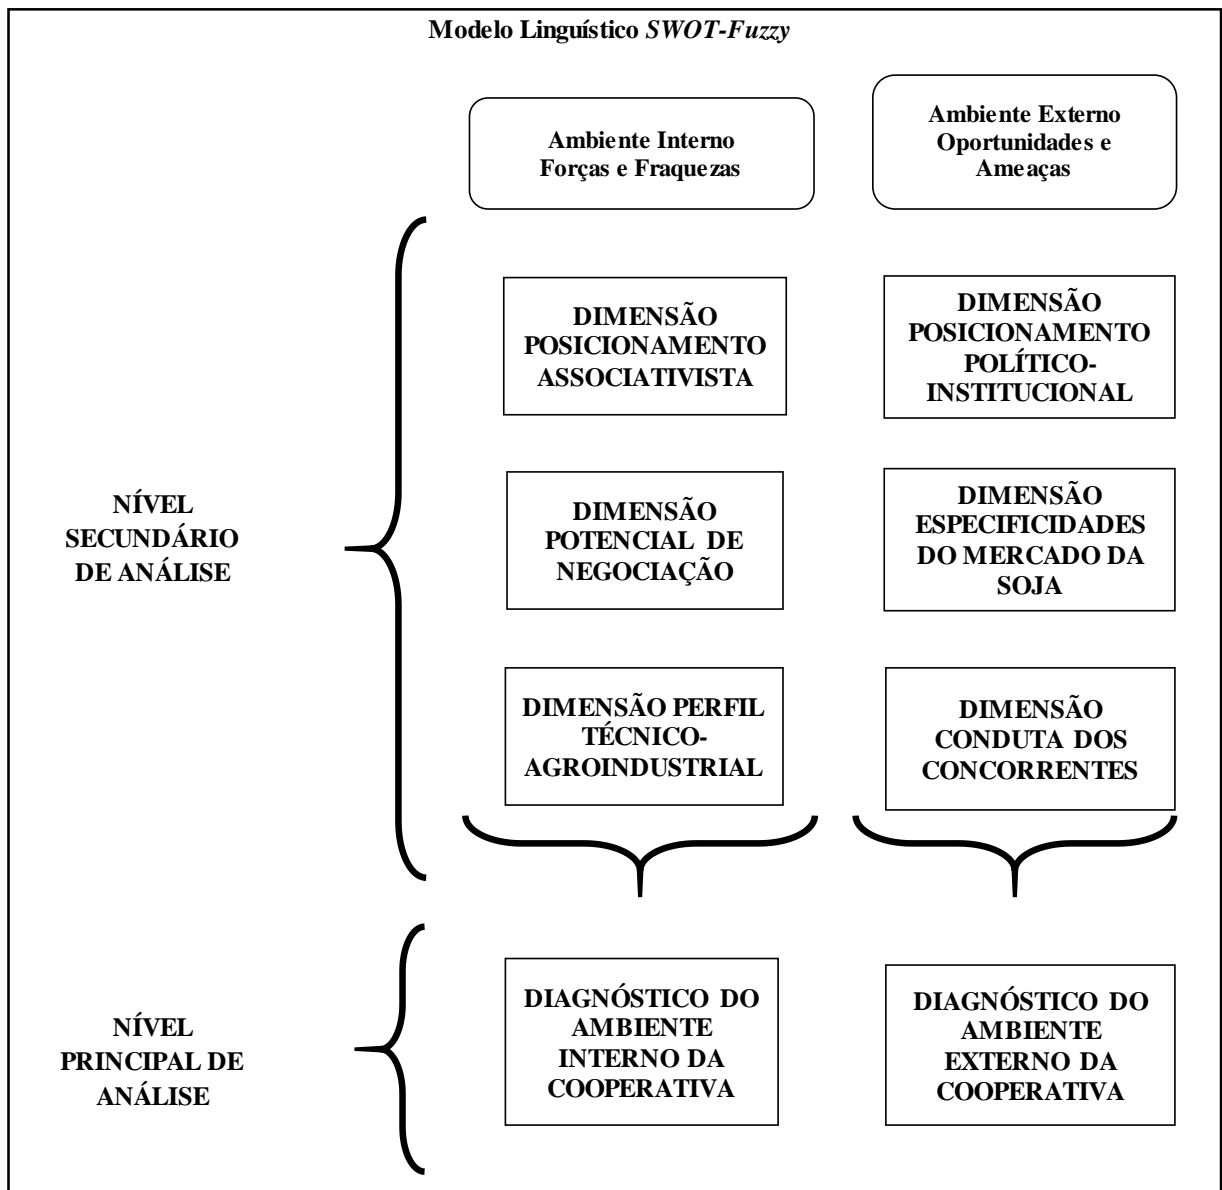 Modelo Linguístico SWOT-Fuzzy
Ambiente Interno
Forças e Fraquezas
Ambiente Externo
Oportunidades e
Ameaças
NÍVEL
SECUNDÁRIO
DE ANÁLISE
DIMENSÃO
POSICIONAMENTO
ASSOCIATIVISTA
DIMENSÃO
POSICIONAMENTO
POLÍTICO-
INSTITUCIONAL
DIMENSÃO
POTENCIAL DE
NEGOCIAÇÃO
DIMENSÃO
ESPECIFICIDADES
DO MERCADO DA
SOJA
DIMENSÃO PERFIL
TÉCNICO-
AGROINDUSTRIAL
DIMENSÃO
CONDUTA DOS
CONCORRENTES
NÍVEL
PRINCIPAL DE
ANÁLISE
DIAGNÓSTICO DO
AMBIENTE
INTERNO DA
COOPERATIVA
DIAGNÓSTICO DO
AMBIENTE
EXTERNO DA
COOPERATIVA